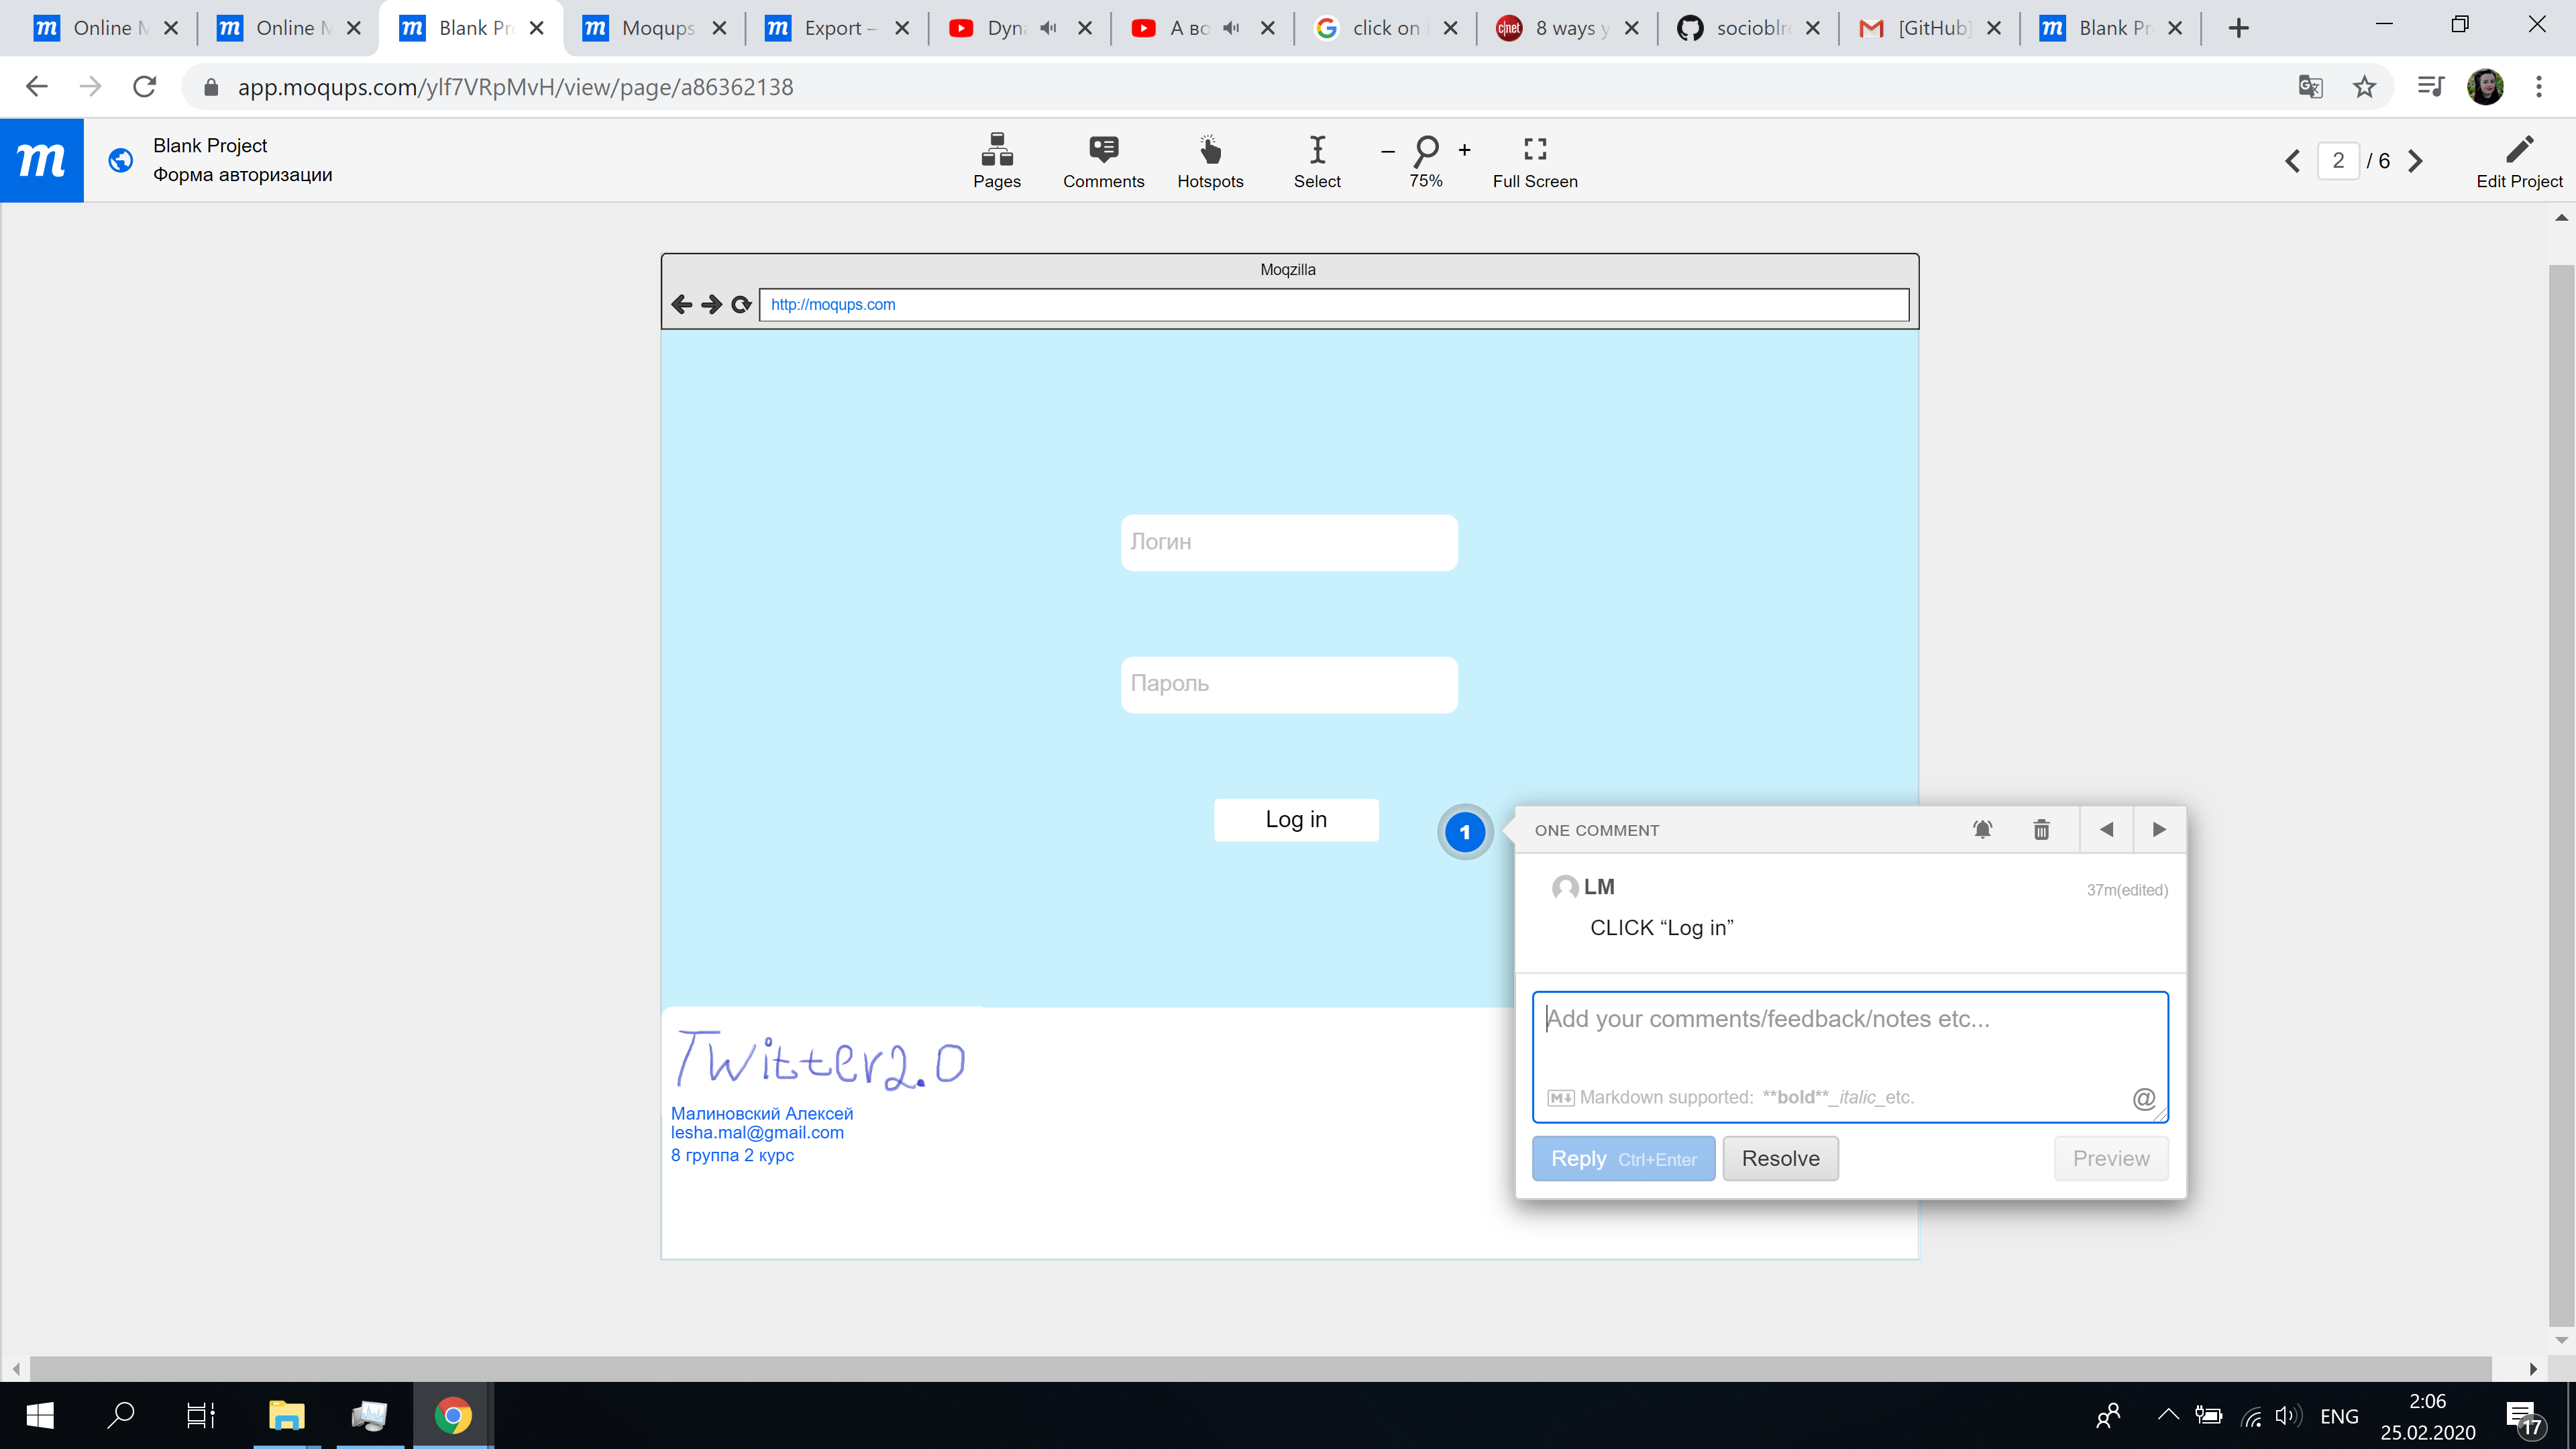 Online M
Online M
Blank Pr
Moqups
Export –
Dyna
А во
click on i
cnet
8 ways y
socioblr
[GitHub]
Blank Pr
app.moqups.com/ylf7VRpMvH/view/page/a86362138
m
Blank Project
Форма авторизации
Pages
Comments
Hotspots
Select
75%
Full Screen
2 / 6
Edit Project
Moqzilla
http://moqups.com
Логин
Пароль
Log in
1
ONE COMMENT
LM
37m(edited)
CLICK “Log in”
Add your comments/feedback/notes etc...
M Markdown supported: **bold**_italic_etc.
@
Reply Ctrl+Enter
Resolve
Preview
Twitter2.0
Малиновский Алексей
lesha.mal@gmail.com
8 группа 2 курс
ENG
2:06
25.02.2020
17